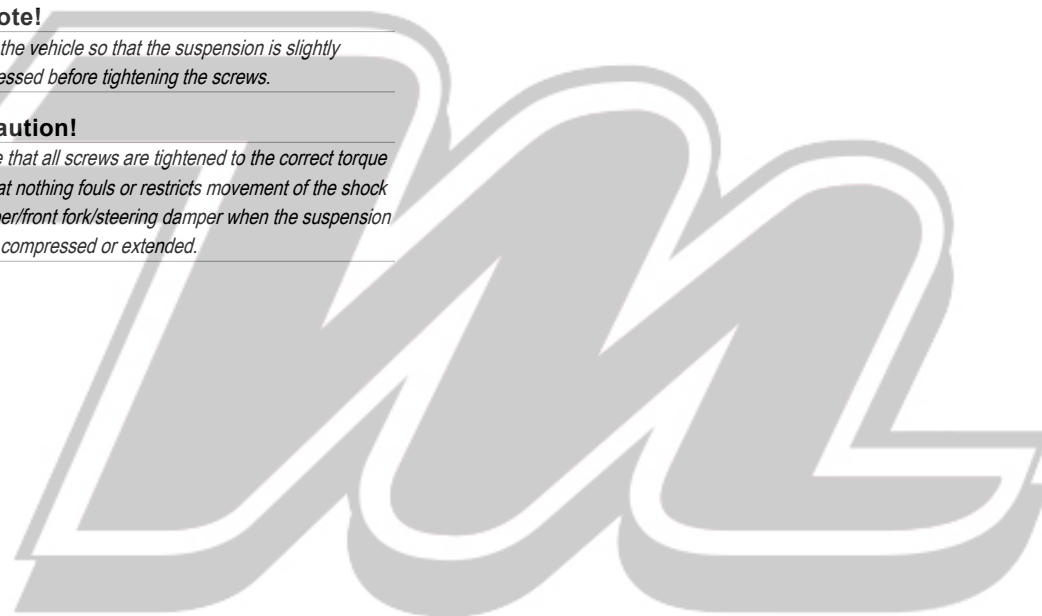 ote!
the vehicle so that the suspension is slightly
essed before tightening the screws.
aution!
e that all screws are tightened to the correct torque
at nothing fouls or restricts movement of the shock
ber/front fork/steering damper when the suspension
compressed or extended.